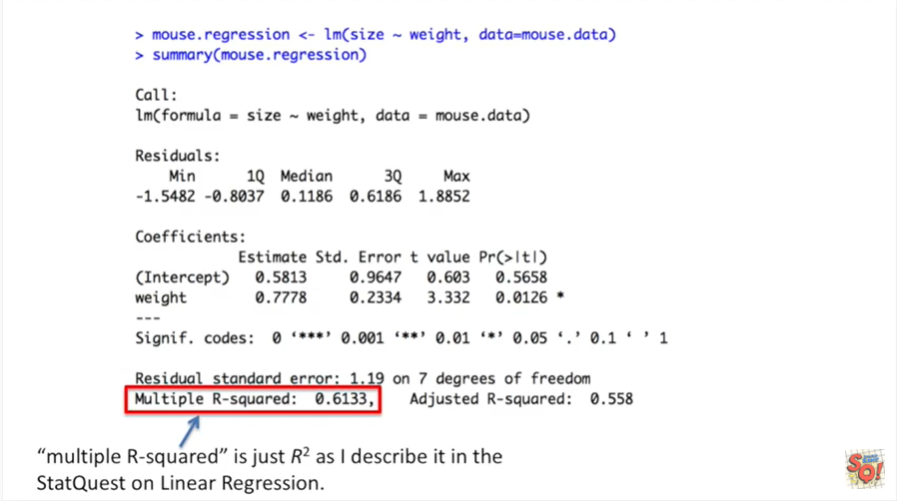 > mouse.regression <- lm(size ~ weight, data=mouse.data)
> summary(mouse.regression)
Call:
lm(formula = size ~ weight, data = mouse.data)
Residuals:
    Min      1Q  Median      3Q     Max
-1.5482 -0.8037  0.1186  0.6186  1.8852
Coefficients:
            Estimate Std. Error t value Pr(>|t|)
(Intercept)   0.5813     0.9647   0.603   0.5658
weight        0.7778     0.2334   3.332   0.0126 *
---
Signif. codes:  0 ‘***’ 0.001 ‘**’ 0.01 ‘*’ 0.05 ‘.’ 0.1 ‘ ’ 1
Residual standard error: 1.19 on 7 degrees of freedom
Multiple R-squared:  0.6133,    Adjusted R-squared:  0.558
“multiple R-squared” is just R² as I describe it in the
StatQuest on Linear Regression.
SQ!